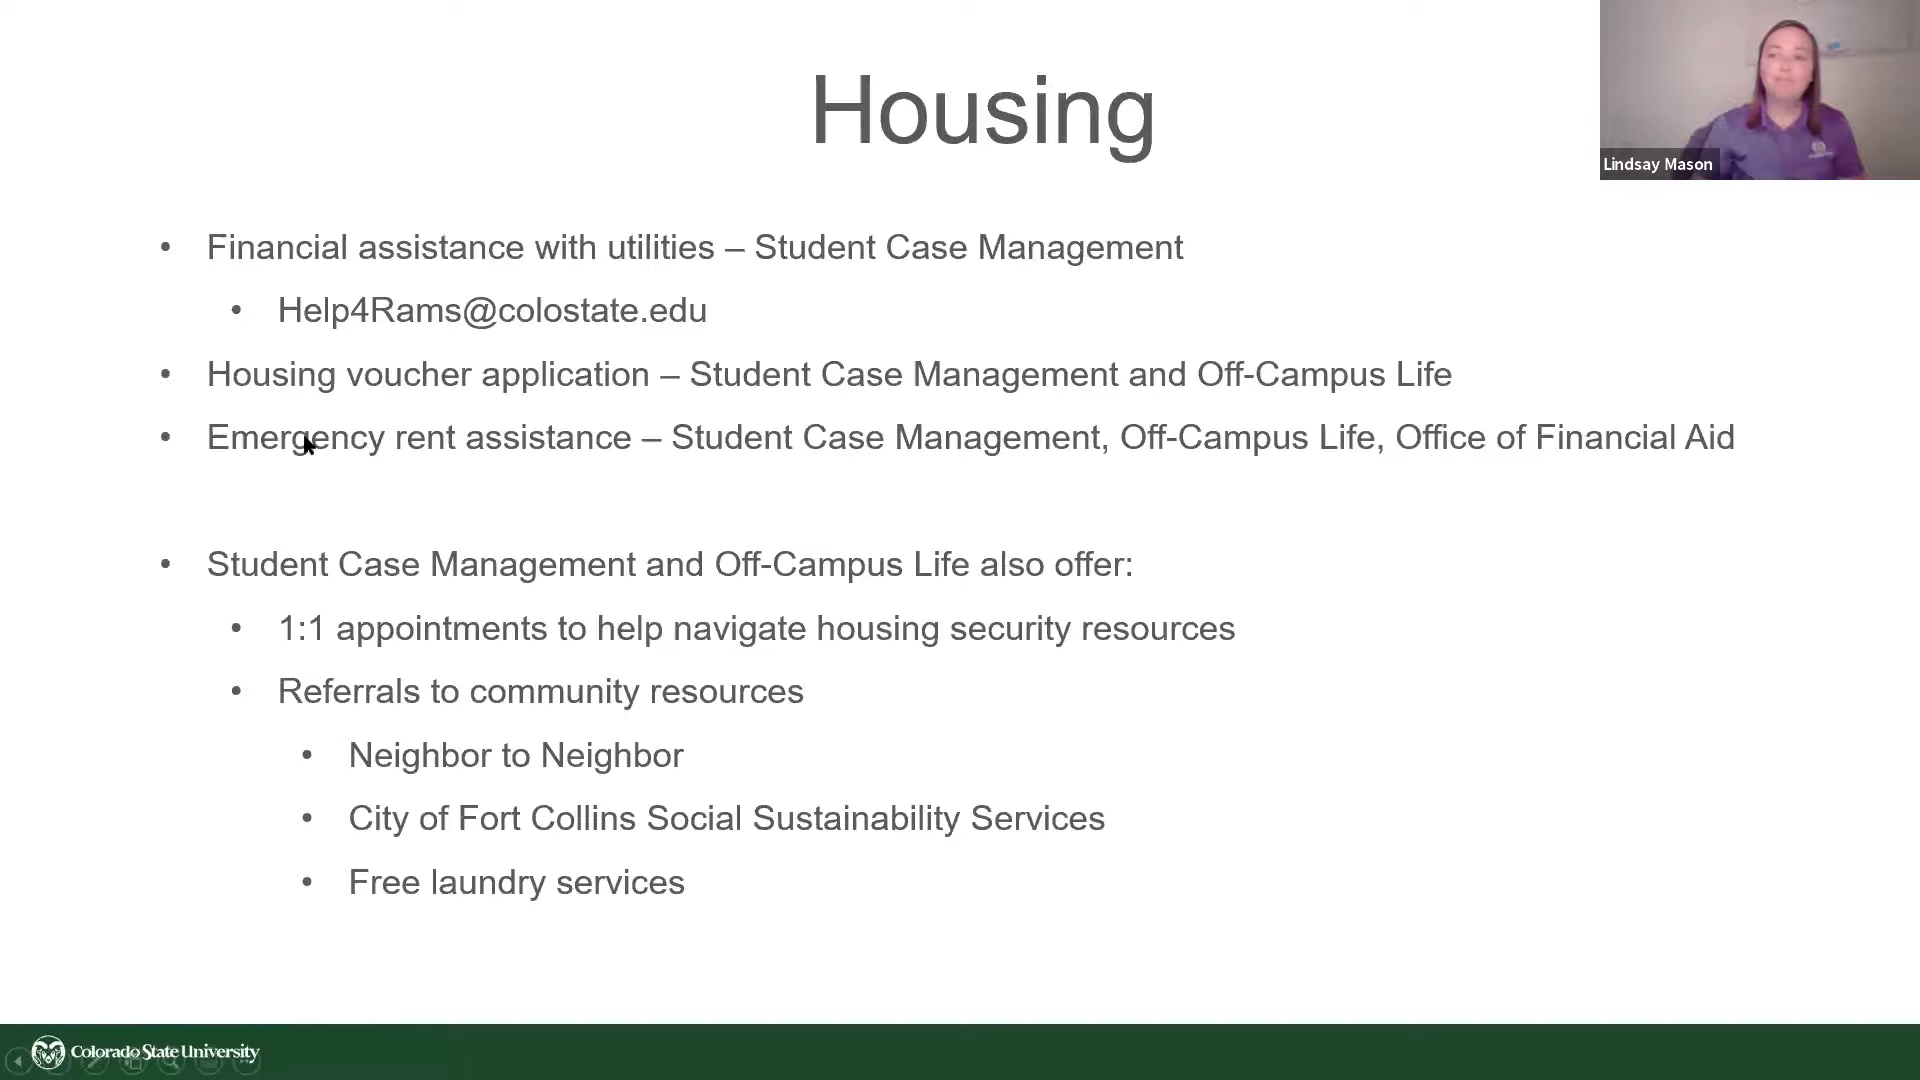 Housing
Lindsay Mason
• Financial assistance with utilities – Student Case Management
• Help4Rams@colostate.edu
• Housing voucher application – Student Case Management and Off-Campus Life
• Emergency rent assistance – Student Case Management, Off-Campus Life, Office of Financial Aid
• Student Case Management and Off-Campus Life also offer:
• 1:1 appointments to help navigate housing security resources
• Referrals to community resources
• Neighbor to Neighbor
• City of Fort Collins Social Sustainability Services
• Free laundry services
Colorado State University